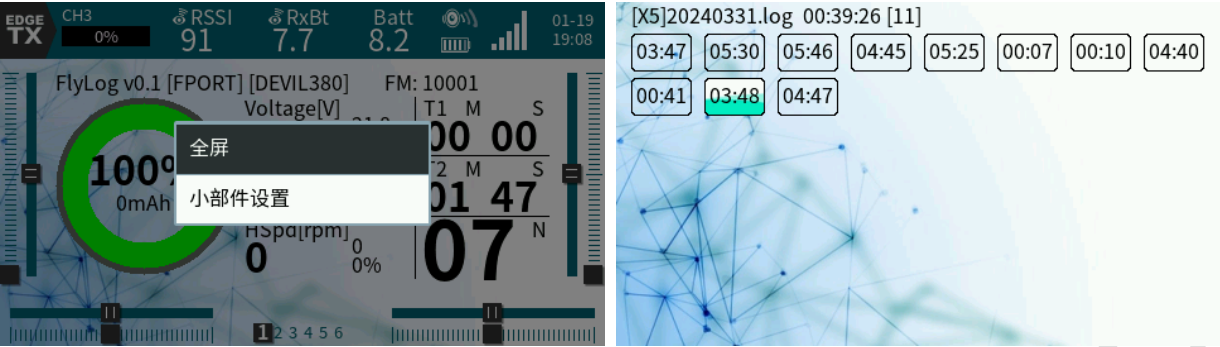 EDGE TX
CH3
0%
RSSI
91
RxBt
7.7
Batt
8.2
01-19
19:08
FlyLog v0.1 [FPORT] [DEVIL380] FM: 10001
Voltage[V]
T1 M S
00 00
全屏
100%
M S
01 47
0mAh
小部件设置
HSpd[rpm]
0
0
0%
07 N
1 2 3 4 5 6
[X5]20240331.log 00:39:26 [11]
03:47 05:30 05:46 04:45 05:25 00:07 00:10 04:40
00:41 03:48 04:47